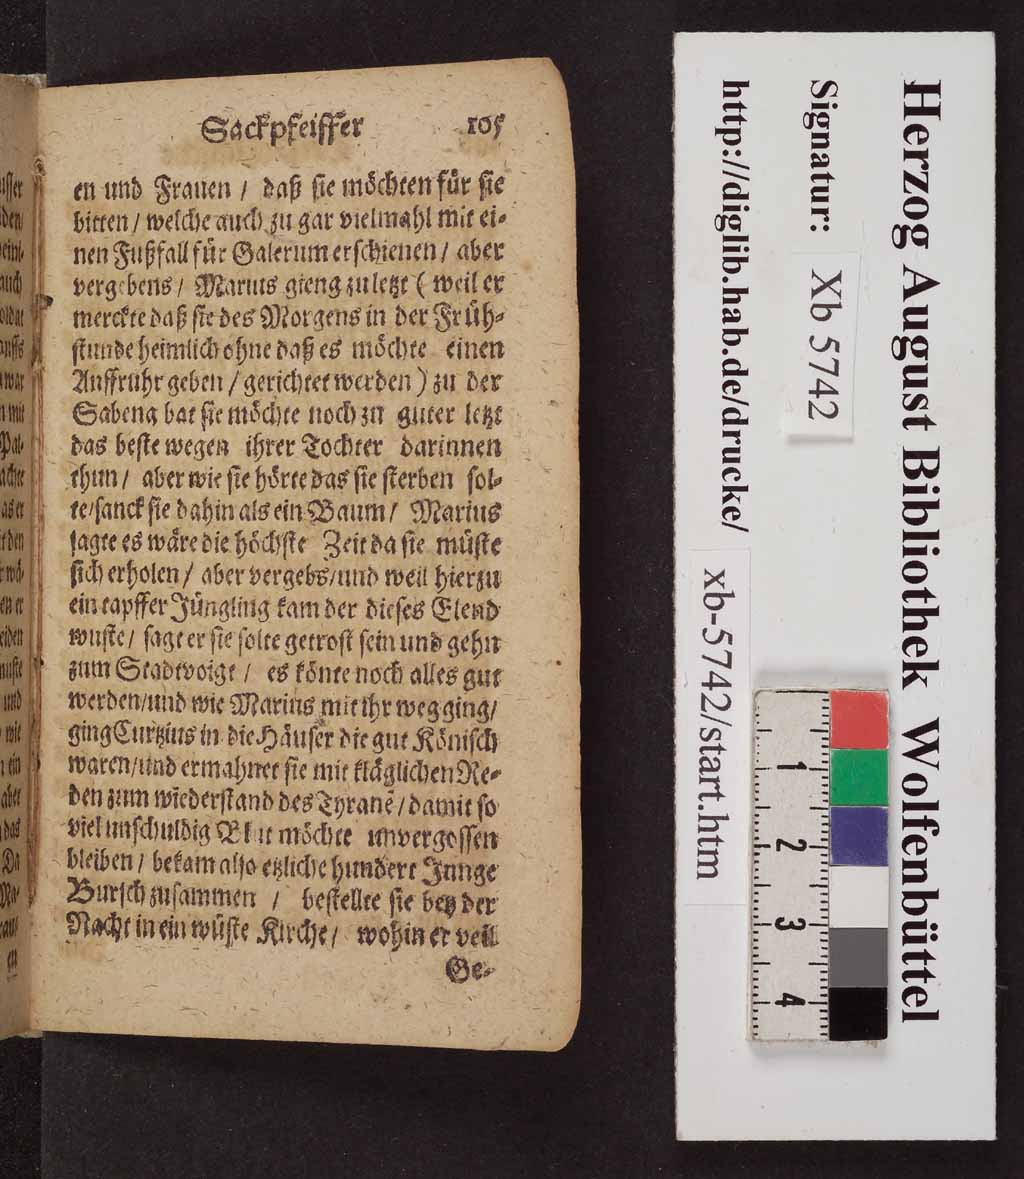 Sackpfeiffer 105
en und Frauen / daß sie möchten für sie
bitten / welche auch zu gar vielmahl mit ei-
nen Fußfall für Galerum erschienen / aber
vergebens / Marius gieng zuletzt ( weil er
merckte daß sie des Morgens in der Früh-
stunde heimlich ohne daß es möchte einen
Auffruhr geben / gerichtet werden ) zu der
Sabena bat sie möchte noch zu guter letzt
das beste wegen ihrer Tochter darinnen
thun / aber wie sie hörte das sie sterben sol-
te/sanck sie dahin als ein Baum / Marius
sagte es wäre die höchste Zeit da sie müste
sich erholen / aber vergebs/und weil hierzu
ein tapffer Jüngling kam der dieses Elend
wuste / sagt er sie solte getrost sein und gehn
zum Stadtvoigt / es könte noch alles gut
werden/und wie Marius mit ihr weg ging/
ging Curtzius in die Häuser die gut Könisch
waren/und ermahnet sie mit kläglichen Re-
den zum wiederstand des Tyranē / damit so
viel unschuldig Blut möchte unvergossen
bleiben / bekam also etzliche hundert Junge
Bursch zusammen / bestellte sie bey der
Nacht in ein wüste Kirche / wohin er veil
Ge-
Herzog August Bibliothek Wolfenbüttel
Signatur: Xb 5742
http://diglib.hab.de/drucke/ xb-5742/start.htm
1
2
3
4